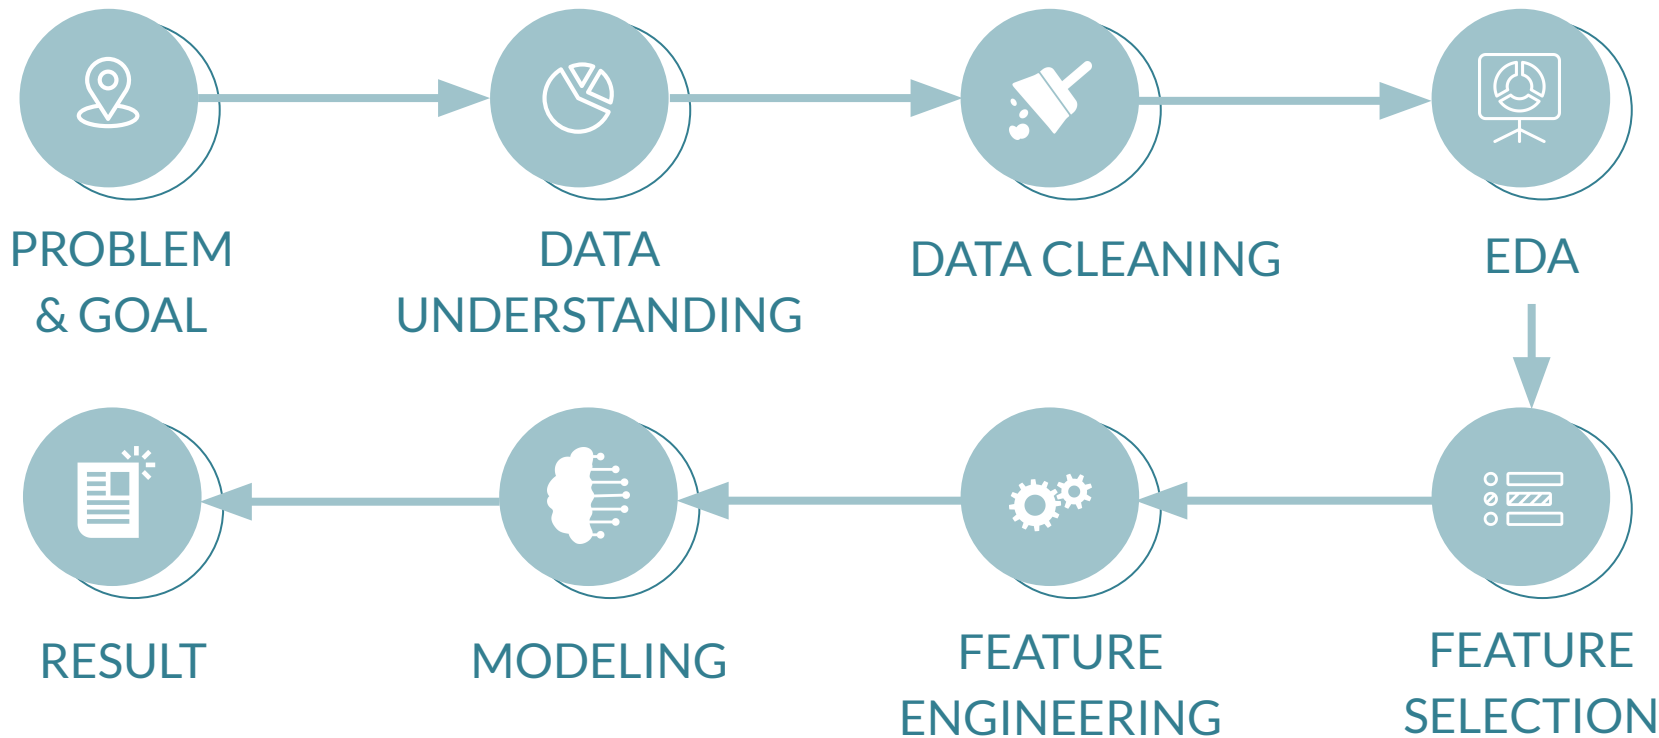 PROBLEM
& GOAL
DATA
UNDERSTANDING
DATA CLEANING
EDA
FEATURE
SELECTION
FEATURE
ENGINEERING
MODELING
RESULT